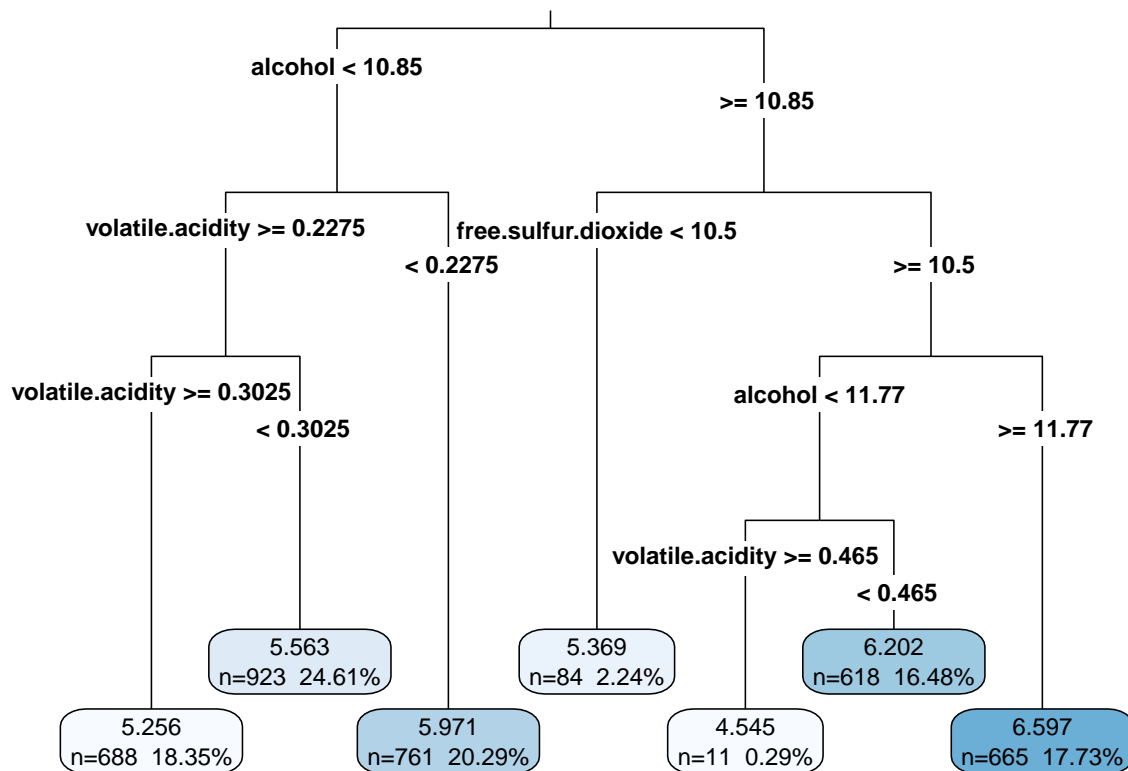 alcohol < 10.85
>= 10.85
volatile.acidity >= 0.2275
free.sulfur.dioxide < 10.5
< 0.2275
>= 10.5
volatile.acidity >= 0.3025
alcohol < 11.77
< 0.3025
>= 11.77
volatile.acidity >= 0.465
< 0.465
5.563
n=923 24.61%
5.369
n=84 2.24%
6.202
n=618 16.48%
5.256
n=688 18.35%
5.971
n=761 20.29%
4.545
n=11 0.29%
6.597
n=665 17.73%